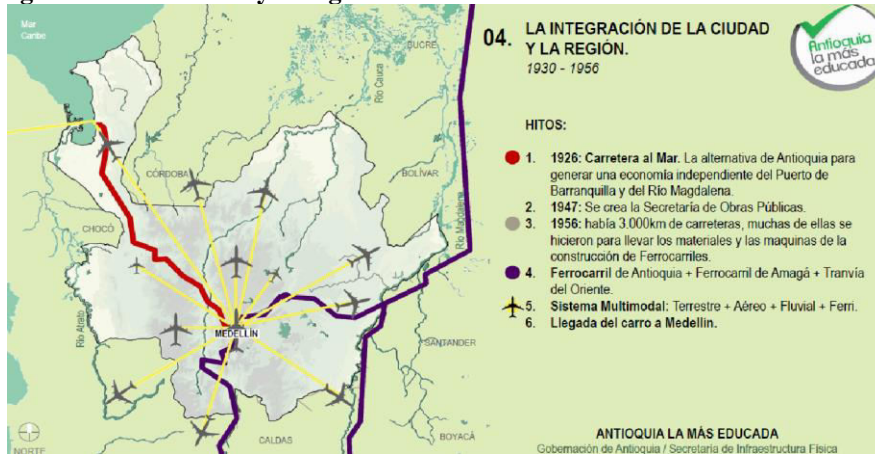 Mar
Caribe
SUCRE
Río Cauca
CÓRDOBA
BOLÍVAR
CHOCÓ
Río Magdalena
Río Atrato
MEDELLÍN
SANTANDER
CALDAS
BOYACÁ
NORTE
04. LA INTEGRACIÓN DE LA CIUDAD
Y LA REGIÓN.
1930 - 1956
Antioquia
la más
educada
HITOS:
1. 1926: Carretera al Mar. La alternativa de Antioquia para
generar una economía independiente del Puerto de
Barranquilla y del Río Magdalena.
2. 1947: Se crea la Secretaría de Obras Públicas.
3. 1956: había 3.000km de carreteras, muchas de ellas se
hicieron para llevar los materiales y las maquinas de la
construcción de Ferrocarriles.
4. Ferrocarril de Antioquia + Ferrocarril de Amagá + Tranvía
del Oriente.
5. Sistema Multimodal: Terrestre + Aéreo + Fluvial + Ferri.
6. Llegada del carro a Medellín.
ANTIOQUIA LA MÁS EDUCADA
Gobernación de Antioquia / Secretaría de Infraestructura Física